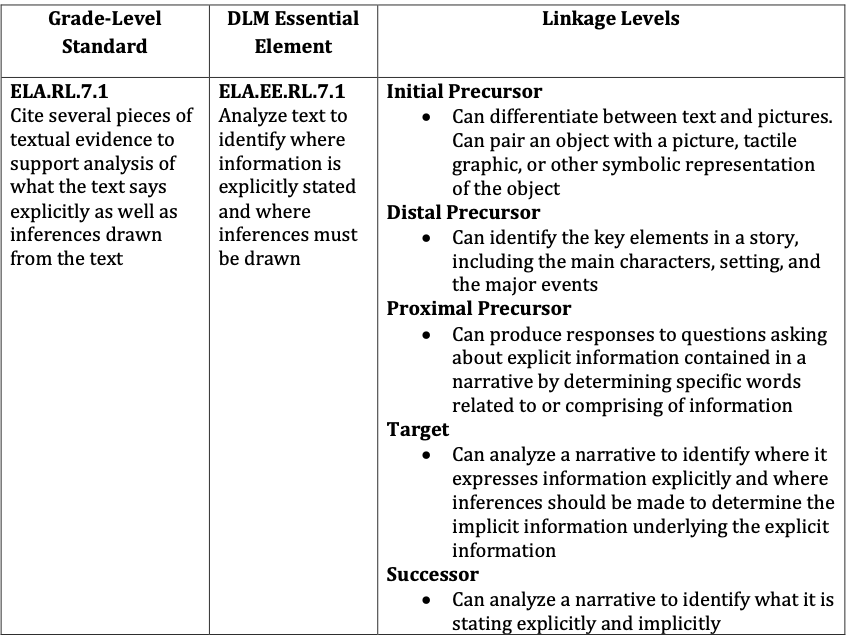 Grade-Level
Standard
DLM Essential
Element
Linkage Levels
ELA.RL.7.1
Cite several pieces of
textual evidence to
support analysis of
what the text says
explicitly as well as
inferences drawn
from the text
ELA.EE.RL.7.1
Analyze text to
identify where
information is
explicitly stated
and where
inferences must
be drawn
Initial Precursor
• Can differentiate between text and pictures.
Can pair an object with a picture, tactile
graphic, or other symbolic representation
of the object
Distal Precursor
• Can identify the key elements in a story,
including the main characters, setting, and
the major events
Proximal Precursor
• Can produce responses to questions asking
about explicit information contained in a
narrative by determining specific words
related to or comprising of information
Target
• Can analyze a narrative to identify where it
expresses information explicitly and where
inferences should be made to determine the
implicit information underlying the explicit
information
Successor
• Can analyze a narrative to identify what it is
stating explicitly and implicitly